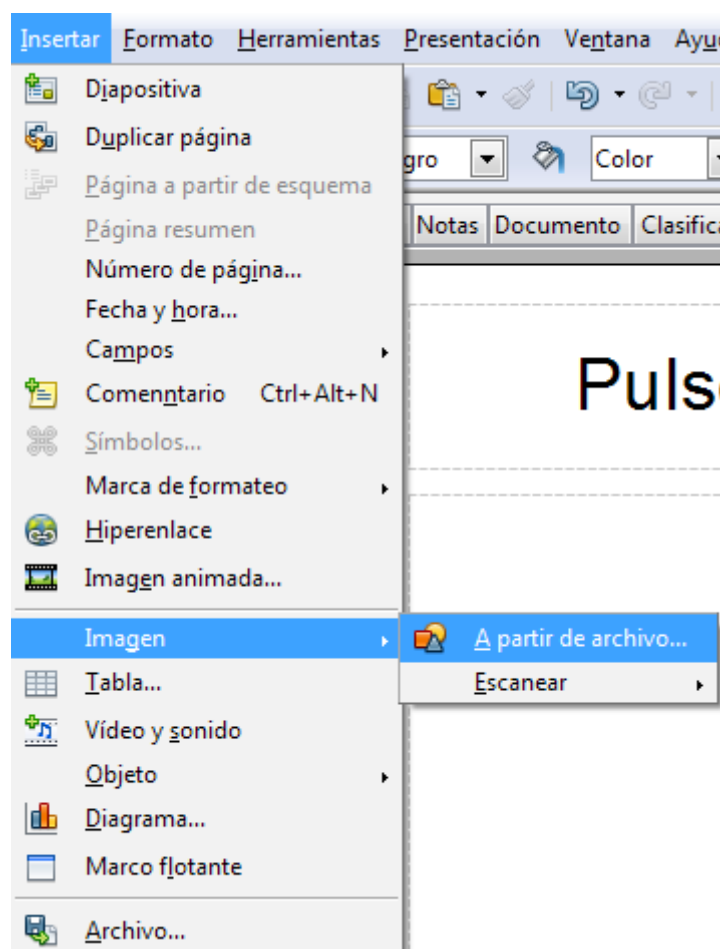 Insertar Formato Herramientas Presentación Ventana Ayu
Diapositiva
Duplicar página
gro Color
Página a partir de esquema
Página resumen
Notas Documento Clasific
Número de página...
Fecha y hora...
Campos
Puls
Comenntario Ctrl+Alt+N
Símbolos...
Marca de formateo
Hiperenlace
Imagen animada...
Imagen
A partir de archivo...
Tabla...
Escanear
Vídeo y sonido
Objeto
Diagrama...
Marco flotante
Archivo...